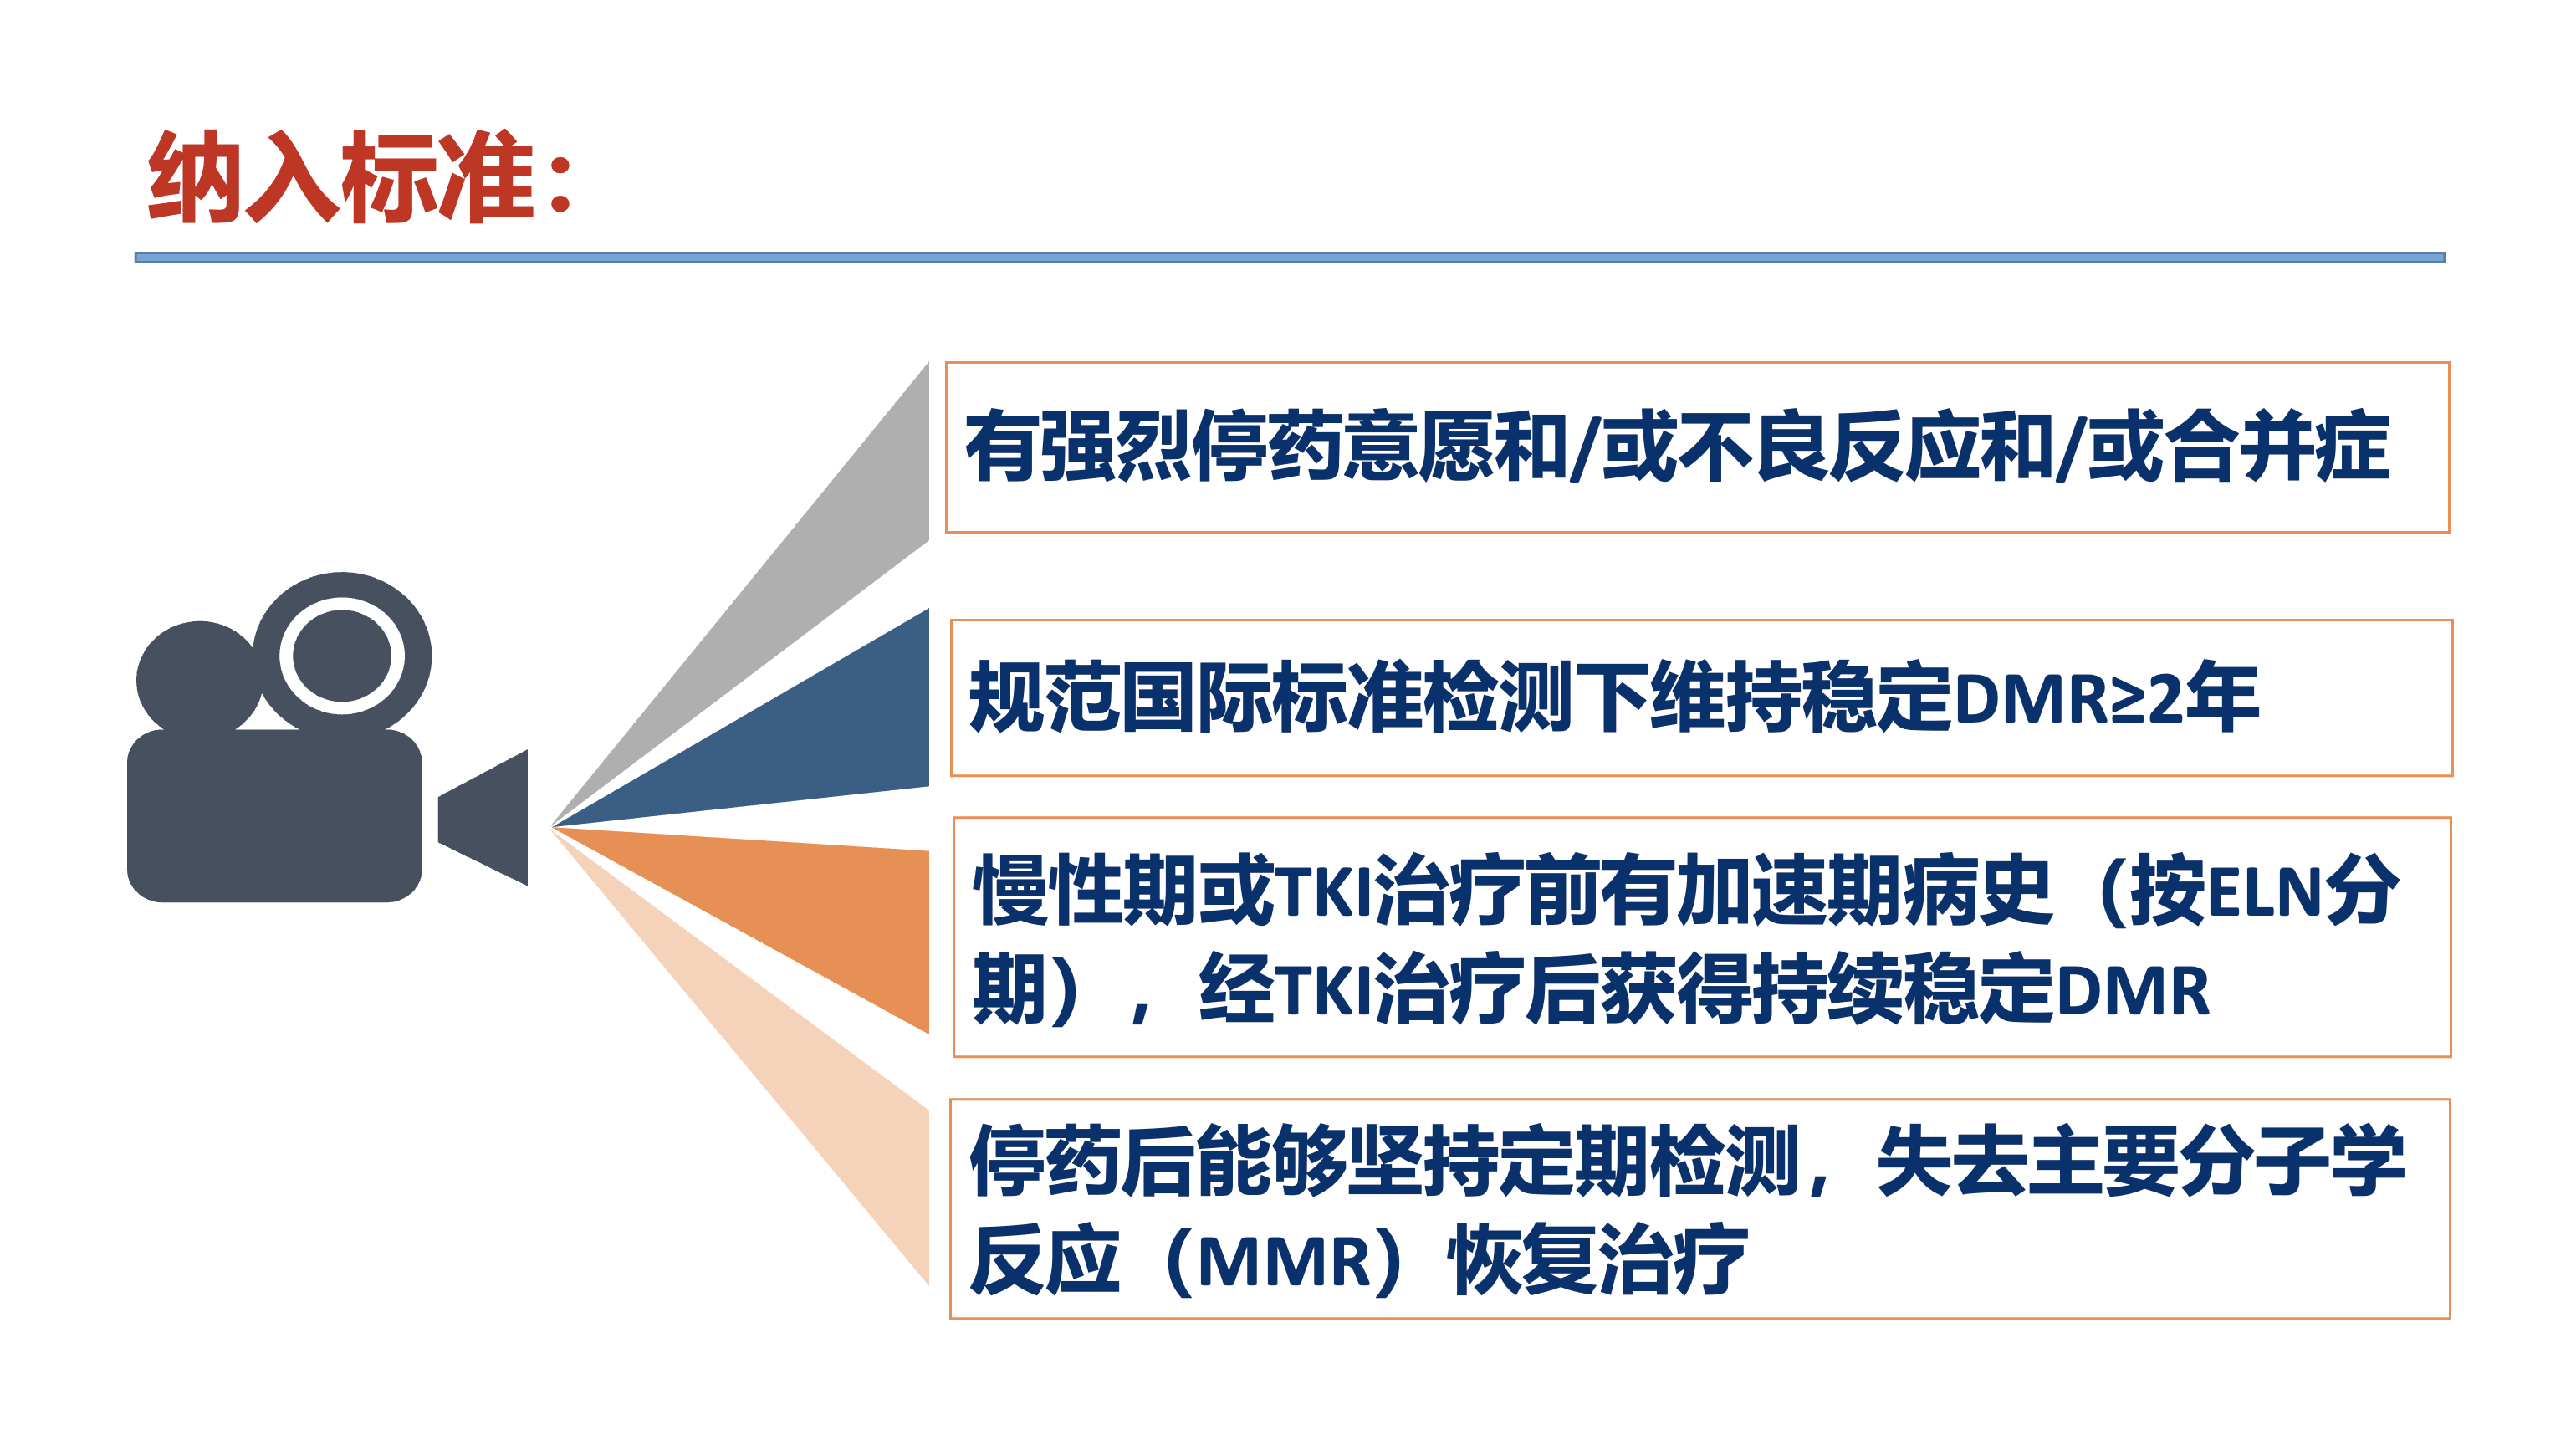 纳入标准：
有强烈停药意愿和/或不良反应和/或合并症
规范国际标准检测下维持稳定DMR≥2年
慢性期或TKI治疗前有加速期病史（按ELN分
期），经TKI治疗后获得持续稳定DMR
停药后能够坚持定期检测，失去主要分子学
反应（MMR）恢复治疗